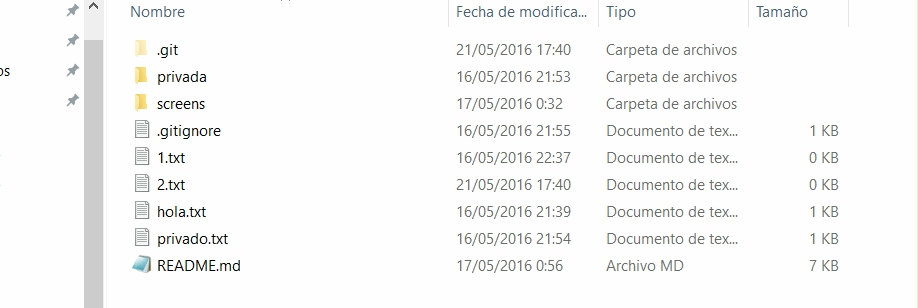 Nombre Fecha de modifica... Tipo Tamaño
.git 21/05/2016 17:40 Carpeta de archivos
privada 16/05/2016 21:53 Carpeta de archivos
os screens 17/05/2016 0:32 Carpeta de archivos
.gitignore 16/05/2016 21:55 Documento de tex... 1 KB
1.txt 16/05/2016 22:37 Documento de tex... 0 KB
2.txt 21/05/2016 17:40 Documento de tex... 0 KB
hola.txt 16/05/2016 21:39 Documento de tex... 1 KB
privado.txt 16/05/2016 21:54 Documento de tex... 1 KB
README.md 17/05/2016 0:56 Archivo MD 7 KB